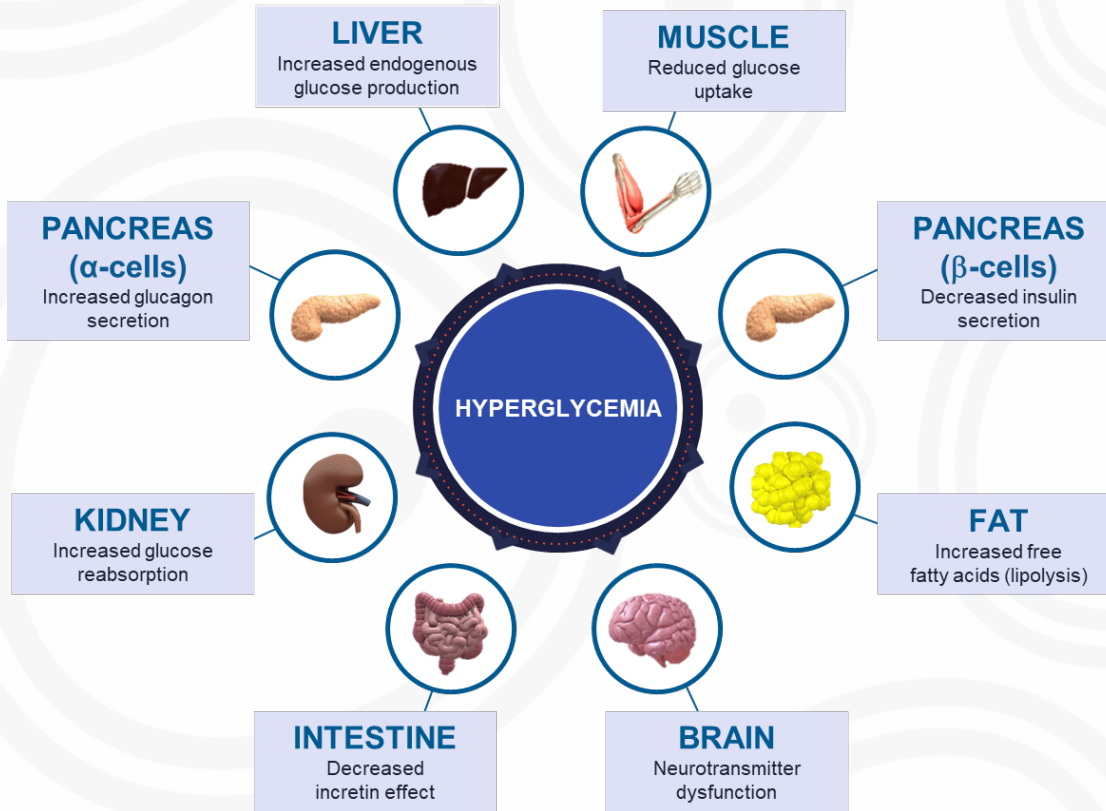 LIVER
Increased endogenous
glucose production
MUSCLE
Reduced glucose
uptake
PANCREAS
(α-cells)
Increased glucagon
secretion
PANCREAS
(β-cells)
Decreased insulin
secretion
HYPERGLYCEMIA
KIDNEY
Increased glucose
reabsorption
FAT
Increased free
fatty acids (lipolysis)
INTESTINE
Decreased
incretin effect
BRAIN
Neurotransmitter
dysfunction